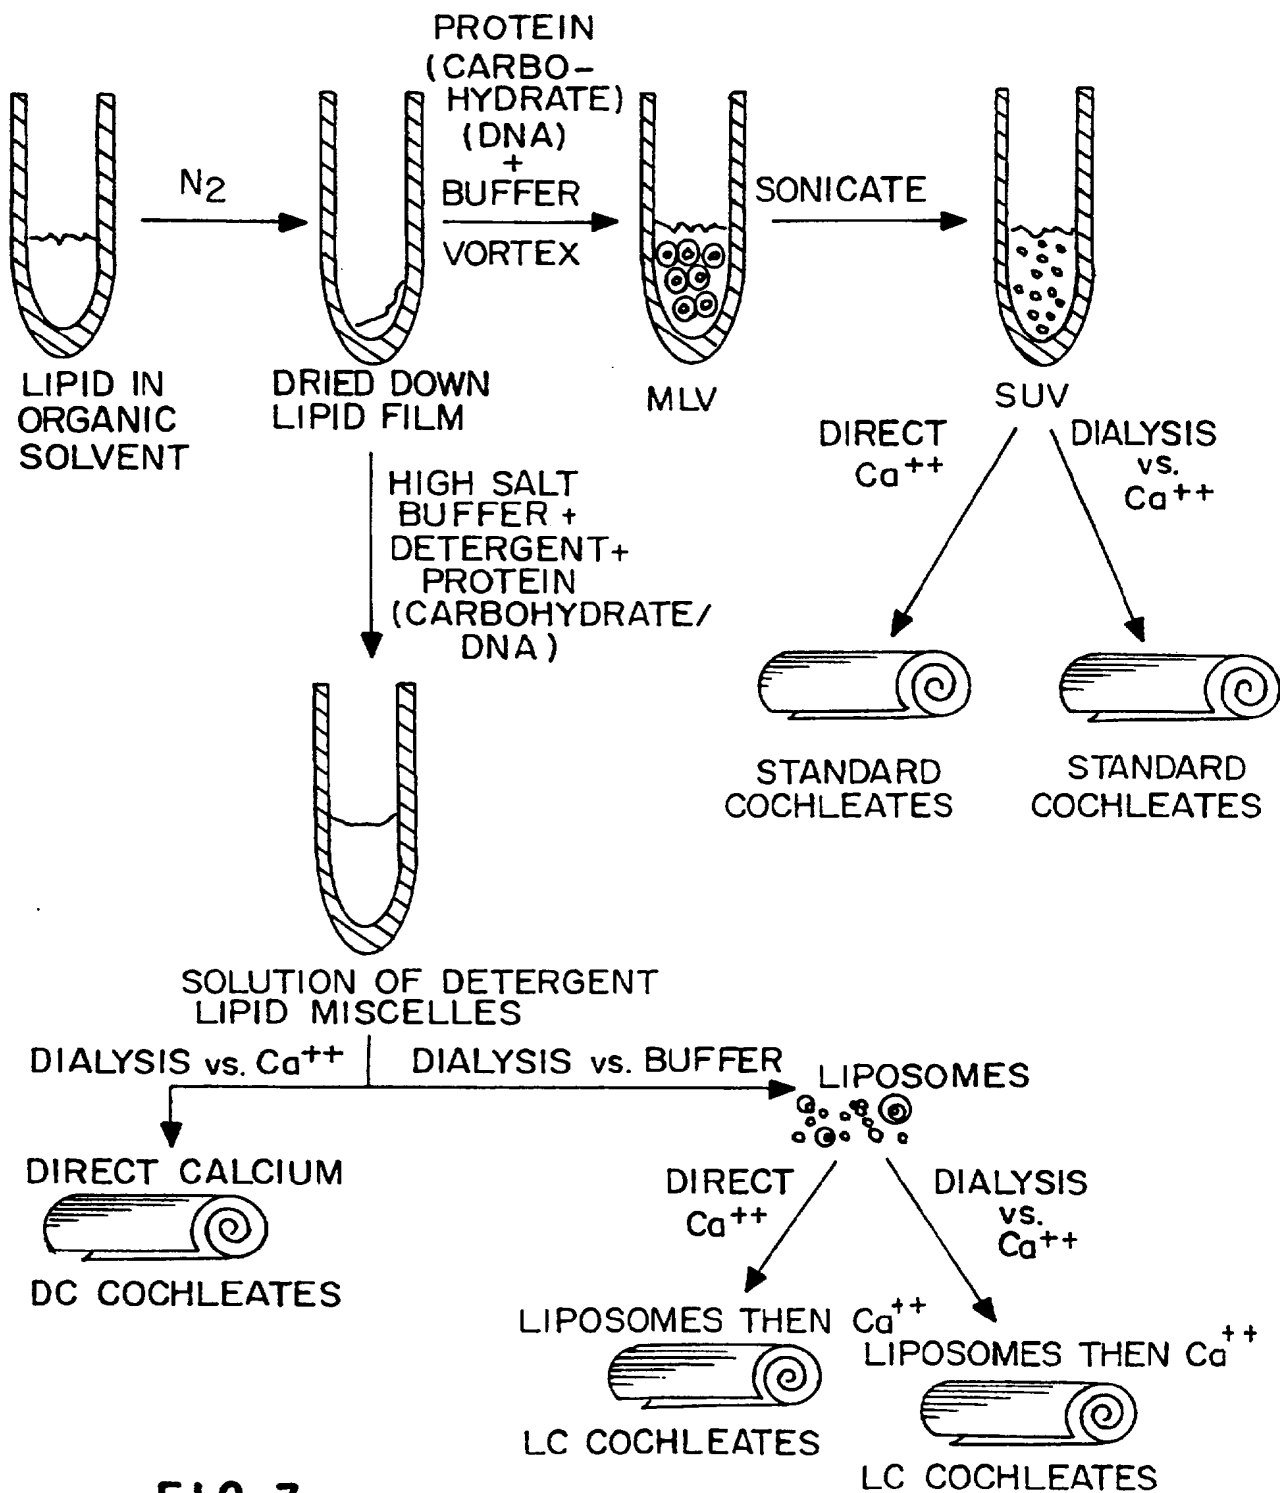 PROTEIN
(CARBO-
HYDRATE)
(DNA)
+
BUFFER
VORTEX
N2
SONICATE
LIPID IN
ORGANIC
SOLVENT
DRIED DOWN
LIPID FILM
MLV
SUV
DIRECT
Ca++
DIALYSIS
vs.
Ca++
HIGH SALT
BUFFER +
DETERGENT+
PROTEIN
(CARBOHYDRATE/
DNA)
STANDARD
COCHLEATES
STANDARD
COCHLEATES
SOLUTION OF DETERGENT
LIPID MISCELLES
DIALYSIS vs. Ca++
DIALYSIS vs. BUFFER
LIPOSOMES
DIRECT CALCIUM
DC COCHLEATES
DIRECT
Ca++
DIALYSIS
vs.
Ca++
LIPOSOMES THEN Ca++
LC COCHLEATES
LIPOSOMES THEN Ca++
LC COCHLEATES